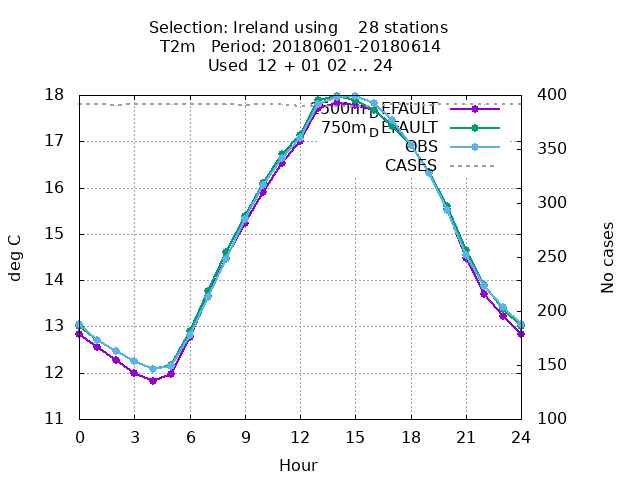 Selection: Ireland using 28 stations
T2m Period: 20180601-20180614
Used 12 + 01 02 ... 24
18 400
500m_DEFAULT
750m_DEFAULT
17 350
OBS
CASES
16 300
15 250
14 200
13 150
12 100
11
deg C
No cases
0 3 6 9 12 15 18 21 24
Hour